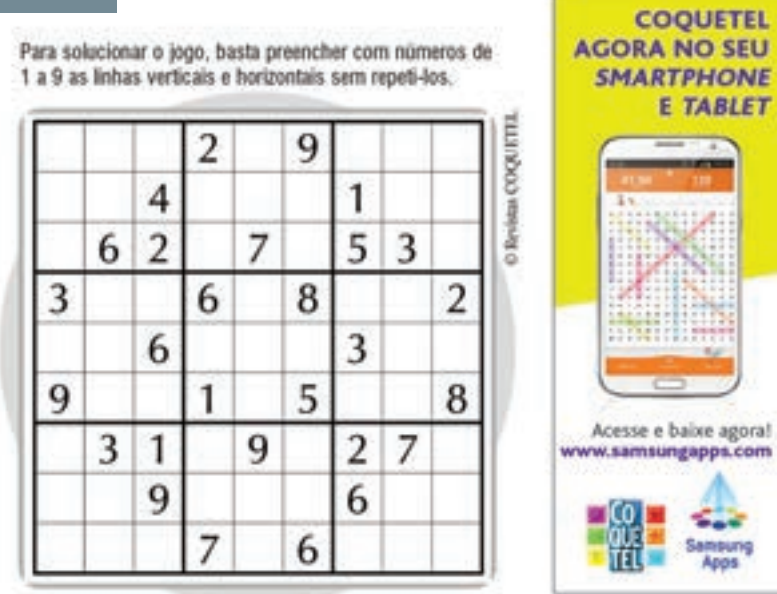 Para solucionar o jogo, basta preencher com números de
1 a 9 as linhas verticais e horizontais sem repeti-los.
2 9
4 1
6 2 7 5 3
3 6 8 2
6 3
9 1 5 8
3 1 9 2 7
9 6
7 6
© Revistas COQUETEL
COQUETEL
AGORA NO SEU
SMARTPHONE
E TABLET
Acesse e baixe agora!
www.samsungapps.com
CO
QUE
TEL
Samsung
Apps